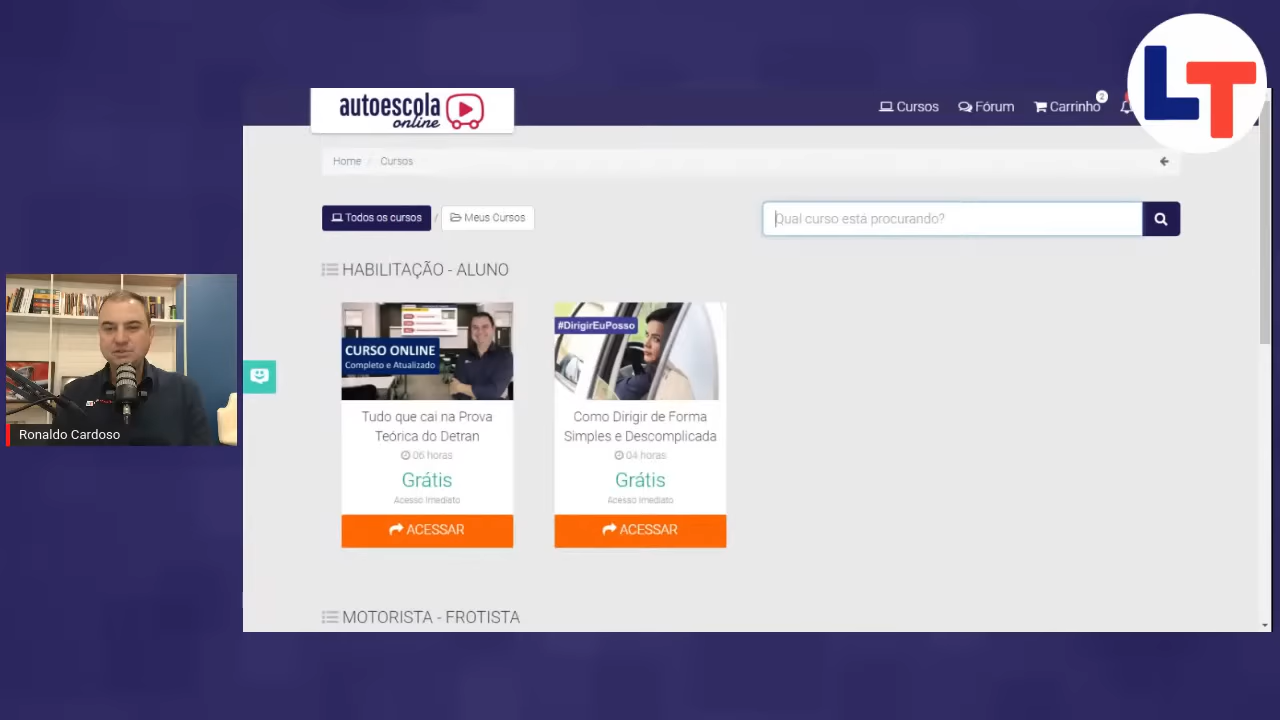 LT
autoescola
online
Cursos
Fórum
Carrinho
2
Home / Cursos
Todos os cursos / Meus Cursos
Qual curso está procurando?
HABILITAÇÃO - ALUNO
CURSO ONLINE
Completo e Atualizado
Tudo que cai na Prova
Teórica do Detran
06 horas
Grátis
Acesso Imediato
ACESSAR
#DirigirEuPosso
Como Dirigir de Forma
Simples e Descomplicada
04 horas
Grátis
Acesso Imediato
ACESSAR
Ronaldo Cardoso
MOTORISTA - FROTISTA